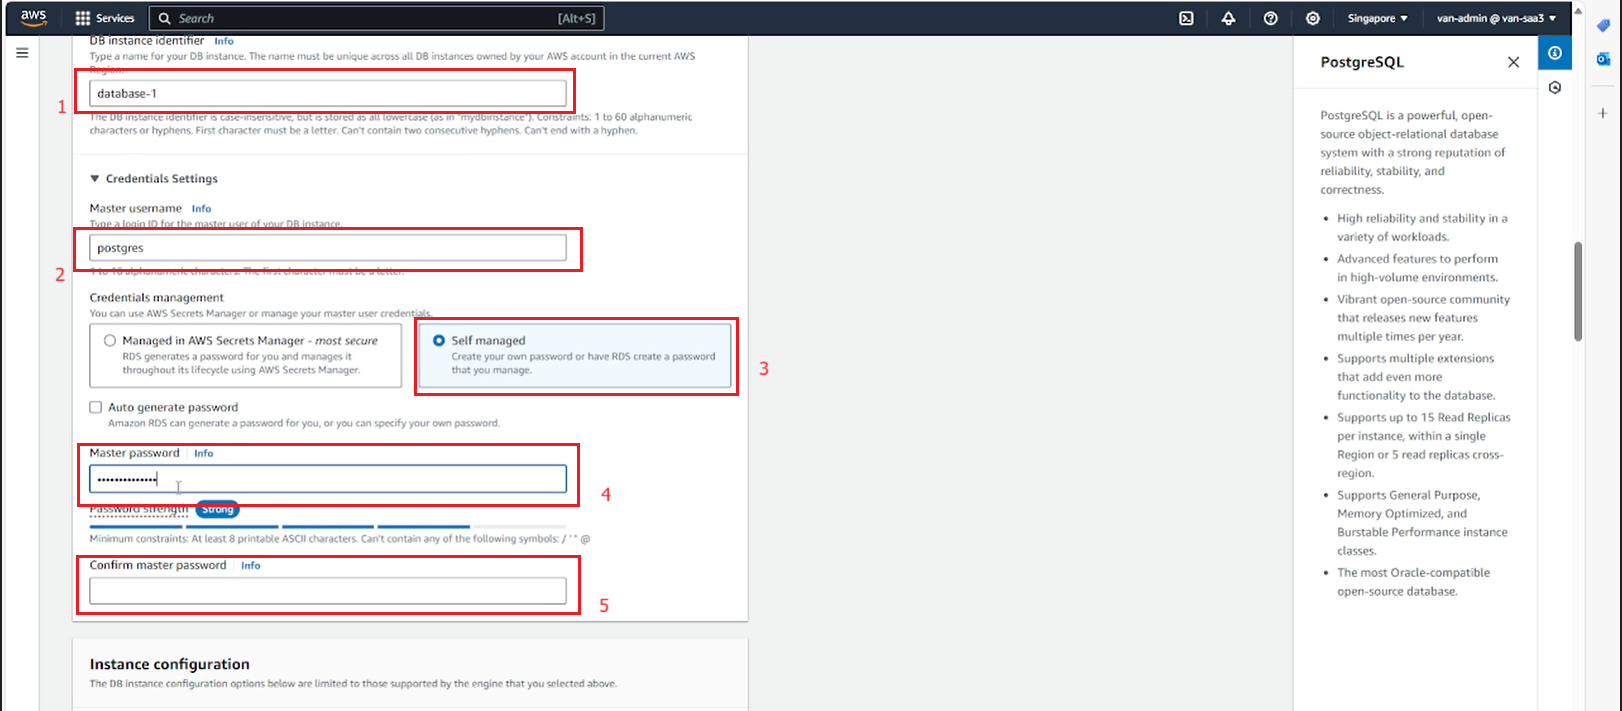 aws
Services
Search
[Alt+S]
Singapore
van-admin @ van-saa3
DB instance identifier Info
Type a name for your DB instance. The name must be unique across all DB instances owned by your AWS account in the current AWS
Region.
1
database-1
The DB instance identifier is case-insensitive, but is stored as all lowercase (as in "mydbinstance"). Constraints: 1 to 60 alphanumeric
characters or hyphens. First character must be a letter. Can't contain two consecutive hyphens. Can't end with a hyphen.
Credentials Settings
Master username Info
Type a login ID for the master user of your DB instance.
postgres
2
1 to 16 alphanumeric characters. The first character must be a letter.
Credentials management
You can use AWS Secrets Manager or manage your master user credentials.
Managed in AWS Secrets Manager - most secure
RDS generates a password for you and manages it
throughout its lifecycle using AWS Secrets Manager.
Self managed
Create your own password or have RDS create a password
that you manage.
3
Auto generate password
Amazon RDS can generate a password for you, or you can specify your own password.
Master password Info
••••••••••••••
4
Password strength Strong
Minimum constraints: At least 8 printable ASCII characters. Can't contain any of the following symbols: / ' " @
Confirm master password Info
5
Instance configuration
The DB instance configuration options below are limited to those supported by the engine that you selected above.
PostgreSQL
PostgreSQL is a powerful, open-
source object-relational database
system with a strong reputation of
reliability, stability, and
correctness.
• High reliability and stability in a
variety of workloads.
• Advanced features to perform
in high-volume environments.
• Vibrant open-source community
that releases new features
multiple times per year.
• Supports multiple extensions
that add even more
functionality to the database.
• Supports up to 15 Read Replicas
per instance, within a single
Region or 5 read replicas cross-
region.
• Supports General Purpose,
Memory Optimized, and
Burstable Performance instance
classes.
• The most Oracle-compatible
open-source database.